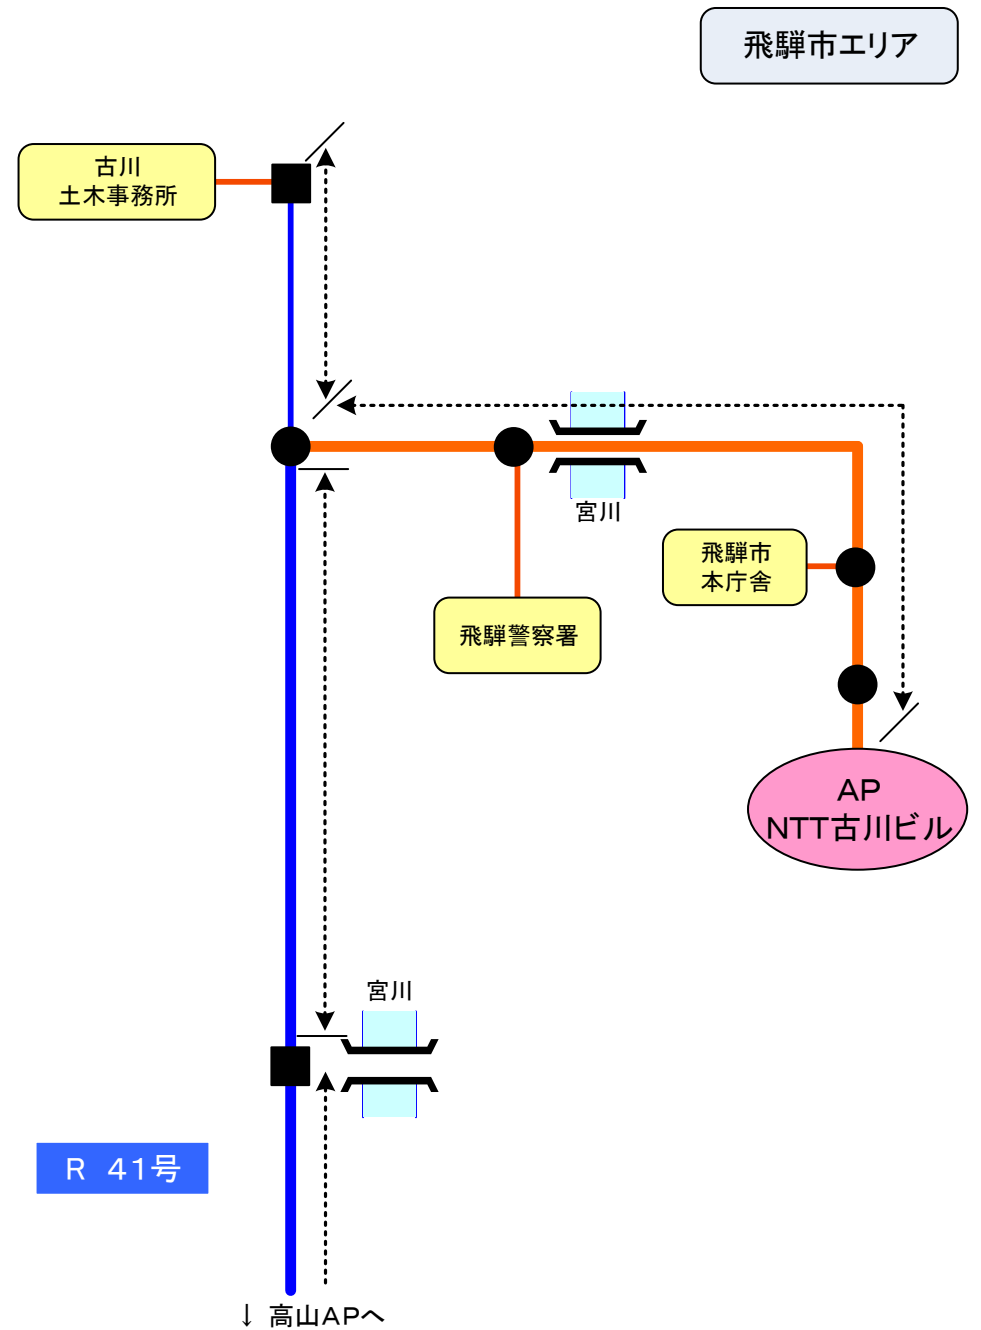 飛騨市エリア
古川
土木事務所
宮川
飛騨市
本庁舎
飛騨警察署
AP
NTT古川ビル
宮川
R 41号
↓ 高山APへ